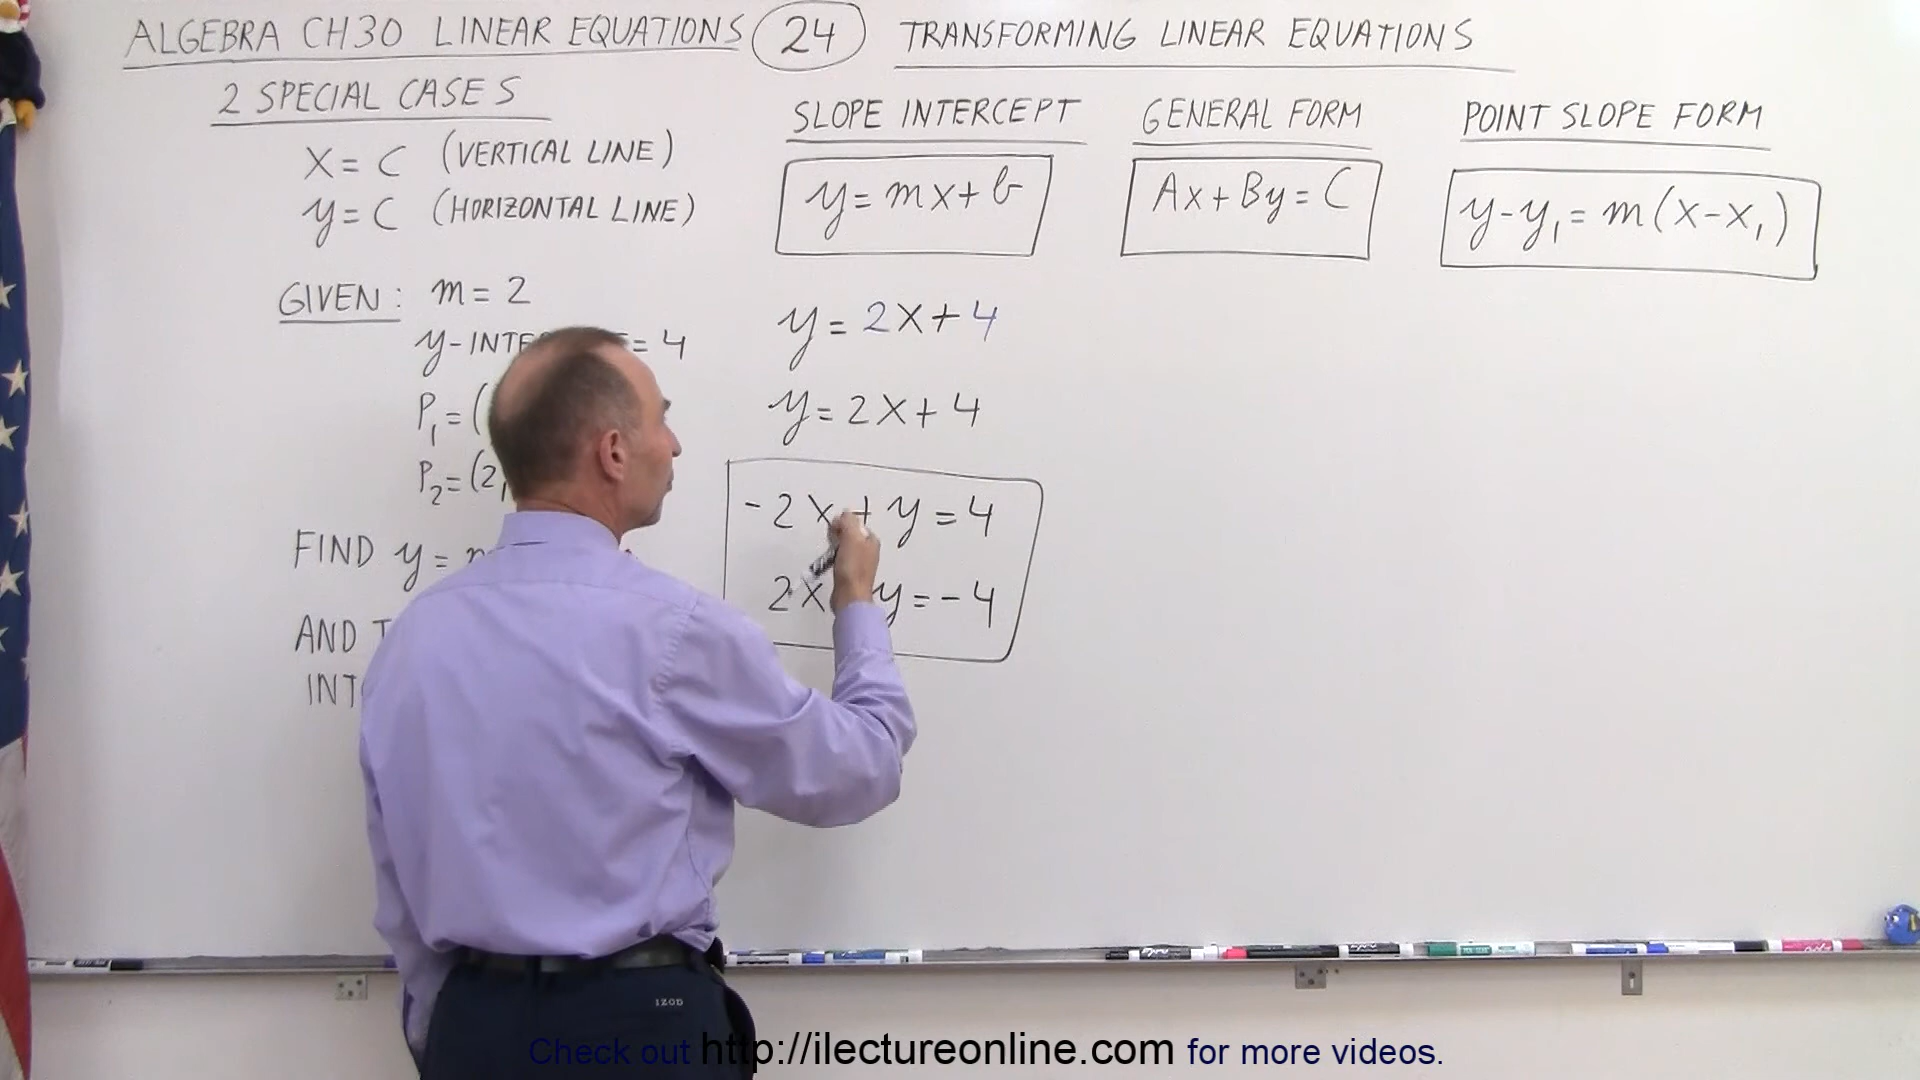 ALGEBRA CH30 LINEAR EQUATIONS 24 TRANSFORMING LINEAR EQUATIONS
2 SPECIAL CASES
X = C (VERTICAL LINE)
y = C (HORIZONTAL LINE)
GIVEN: m = 2
= 4
P₁ = (
P₂ = (2,
FIND y =
AND
SLOPE INTERCEPT
y = mx + b
y = 2x + 4
y = 2x + 4
-2x + y = 4
2x y = -4
GENERAL FORM
Ax + By = C
POINT SLOPE FORM
y - y₁ = m(x - x₁)
IZOD
Check out http://ilectureonline.com for more videos.